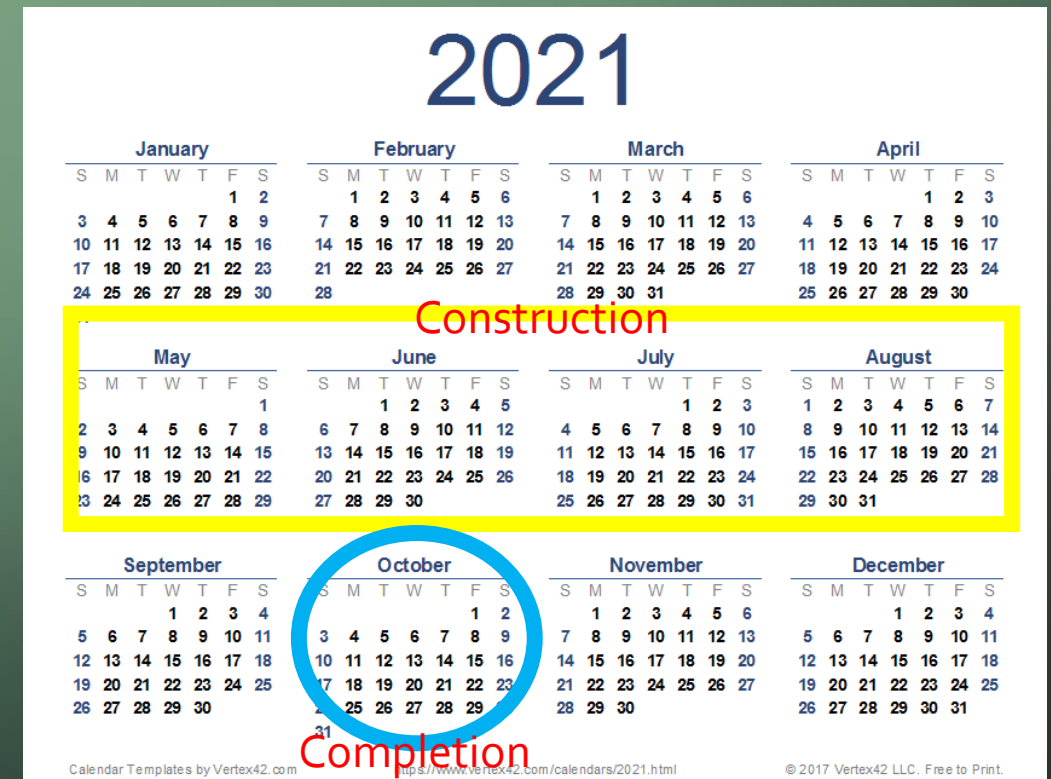 2021
January February March April
S M T W T F S S M T W T F S S M T W T F S S M T W T F S
1 2 1 2 3 4 5 6 1 2 3 4 5 6 1 2 3
3 4 5 6 7 8 9 7 8 9 10 11 12 13 7 8 9 10 11 12 13 4 5 6 7 8 9 10
10 11 12 13 14 15 16 14 15 16 17 18 19 20 14 15 16 17 18 19 20 11 12 13 14 15 16 17
17 18 19 20 21 22 23 21 22 23 24 25 26 27 21 22 23 24 25 26 27 18 19 20 21 22 23 24
24 25 26 27 28 29 30 28 28 29 30 31 25 26 27 28 29 30
Construction
May June July August
S M T W T F S S M T W T F S S M T W T F S S M T W T F S
1 1 2 3 4 5 1 2 3 1 2 3 4 5 6 7
2 3 4 5 6 7 8 6 7 8 9 10 11 12 4 5 6 7 8 9 10 8 9 10 11 12 13 14
9 10 11 12 13 14 15 13 14 15 16 17 18 19 11 12 13 14 15 16 17 15 16 17 18 19 20 21
16 17 18 19 20 21 22 20 21 22 23 24 25 26 18 19 20 21 22 23 24 22 23 24 25 26 27 28
23 24 25 26 27 28 29 27 28 29 30 25 26 27 28 29 30 31 29 30 31
September October November December
S M T W T F S S M T W T F S S M T W T F S S M T W T F S
1 2 3 4 1 2 1 2 3 4 5 6 1 2 3 4
5 6 7 8 9 10 11 3 4 5 6 7 8 9 7 8 9 10 11 12 13 5 6 7 8 9 10 11
12 13 14 15 16 17 18 10 11 12 13 14 15 16 14 15 16 17 18 19 20 12 13 14 15 16 17 18
19 20 21 22 23 24 25 17 18 19 20 21 22 23 21 22 23 24 25 26 27 19 20 21 22 23 24 25
26 27 28 29 30 25 26 27 28 29 28 29 30 26 27 28 29 30 31
31
Completion
Calendar Templates by Vertex42.com https://www.vertex42.com/calendars/2021.html © 2017 Vertex42 LLC. Free to Print.